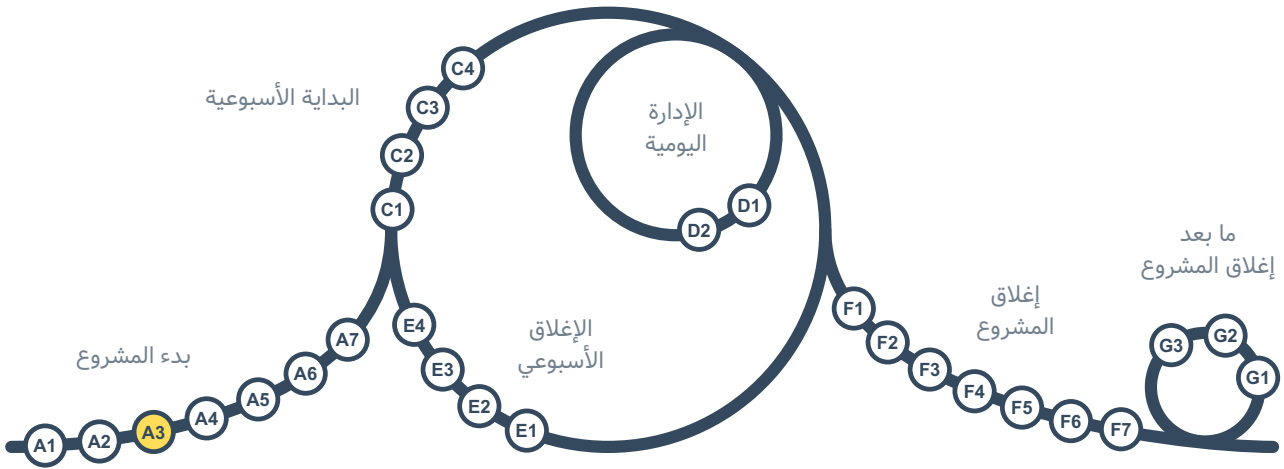 بدء المشروع
A1
A2
A3
A4
A5
A6
A7
البداية الأسبوعية
C1
C2
C3
C4
الإدارة
اليومية
D1
D2
الإغلاق
الأسبوعي
E1
E2
E3
E4
إغلاق
المشروع
F1
F2
F3
F4
F5
F6
F7
ما بعد
إغلاق المشروع
G1
G2
G3